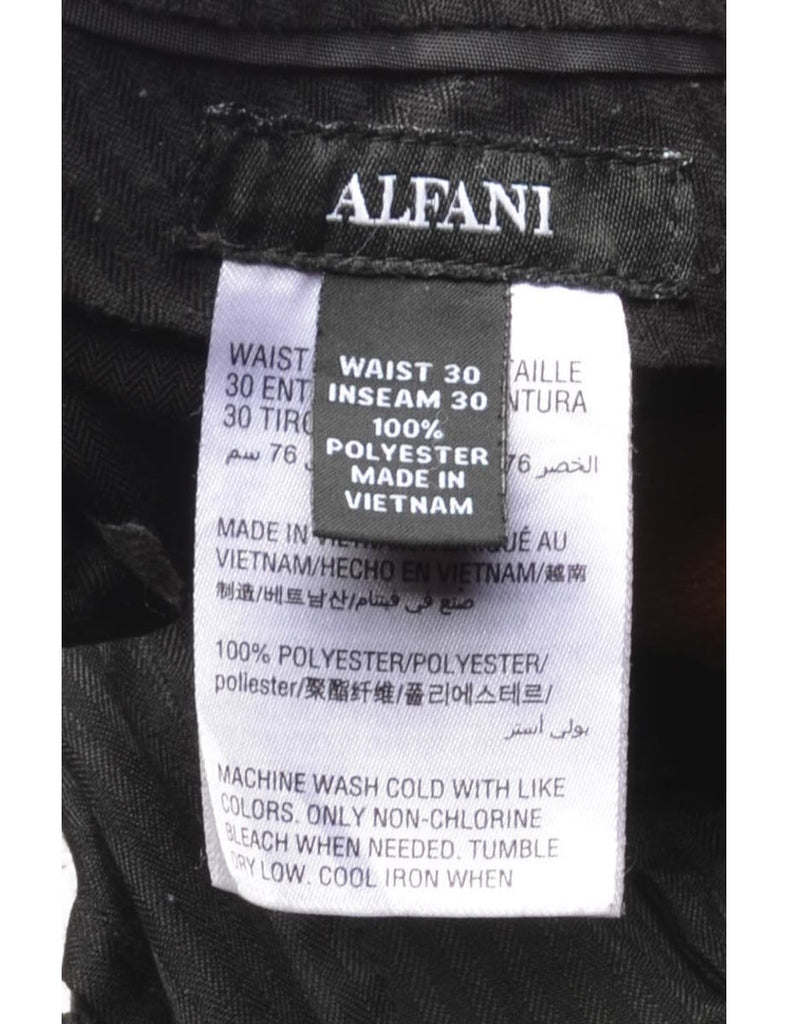 ALFANI
WAIST 30
INSEAM 30
100%
POLYESTER
MADE IN
VIETNAM
WAIST TAILLE
30 ENT NTURA
30 TIRO
76 سم الخصر 76
MADE IN QUÉ AU
VIETNAM/HECHO EN VIETNAM/越南
制造/베트남산/صنع في فيتنام
100% POLYESTER/POLYESTER/
poliester/聚酯纤维/폴리에스테르/
بولي أستر
MACHINE WASH COLD WITH LIKE
COLORS. ONLY NON-CHLORINE
BLEACH WHEN NEEDED. TUMBLE
DRY LOW. COOL IRON WHEN